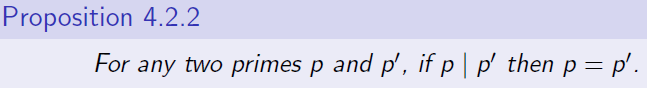 Proposition 4.2.2
For any two primes p and p′, if p | p′ then p = p′.